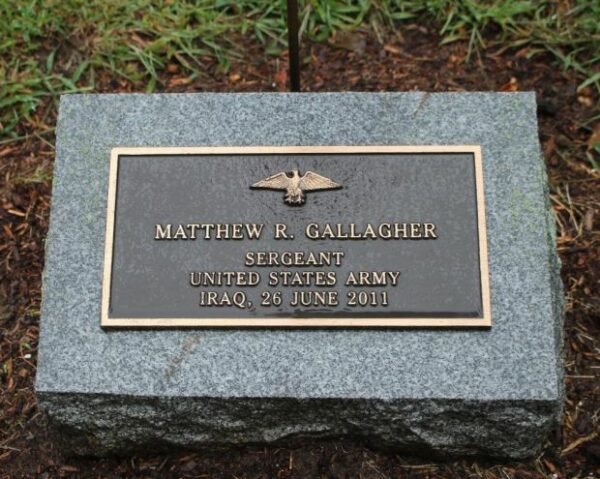 MATTHEW R. GALLAGHER
SERGEANT
UNITED STATES ARMY
IRAQ, 26 JUNE 2011